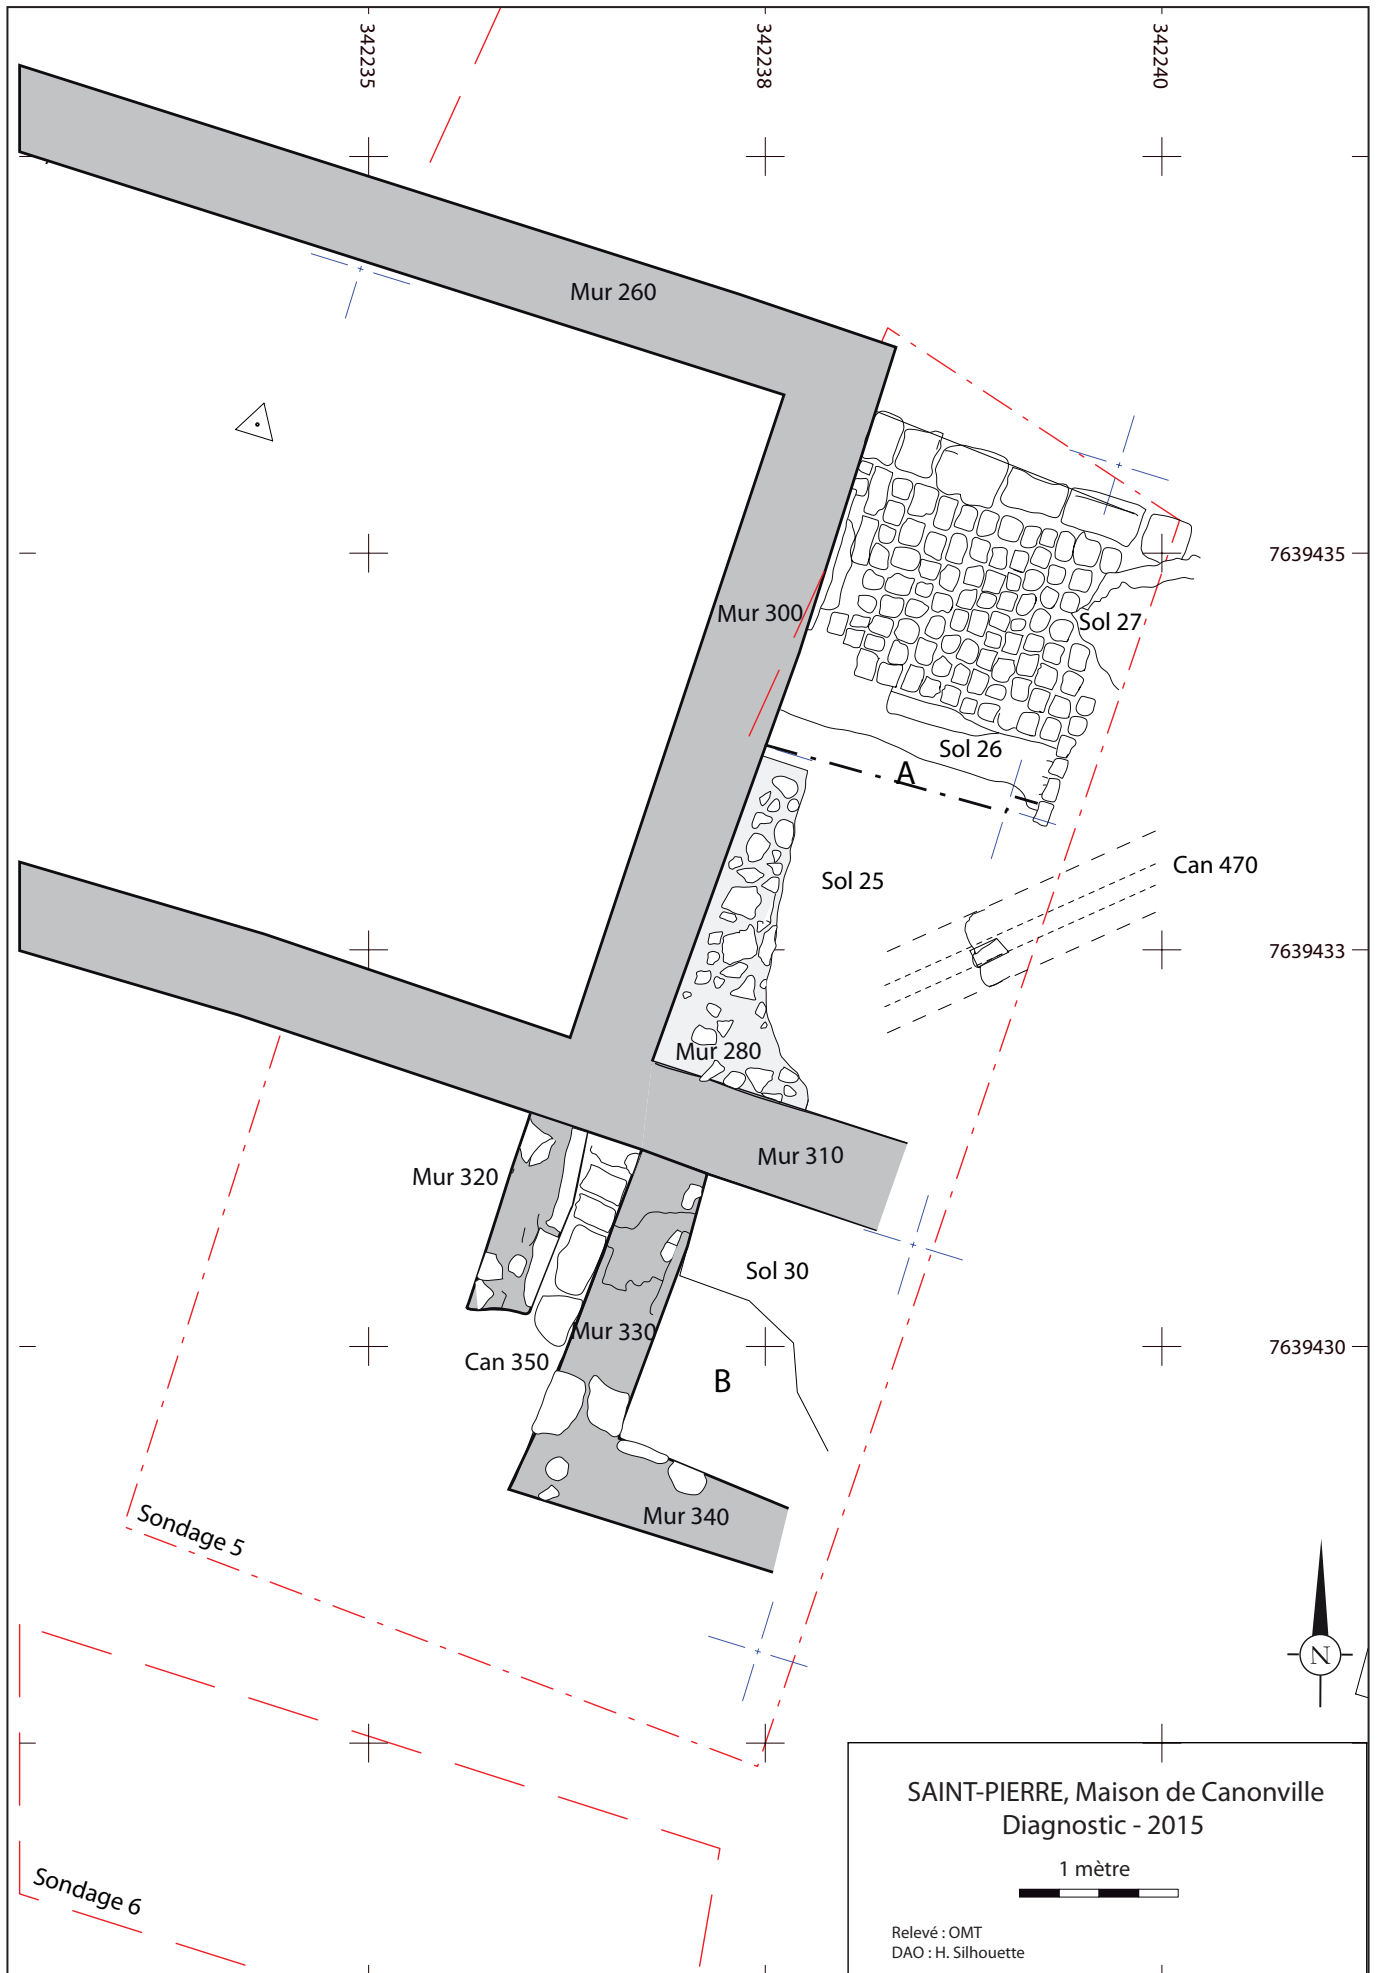 342235
342238
342240
Mur 260
7639435
Mur 300
Sol 27
Sol 26
A
Can 470
Sol 25
7639433
Mur 280
Mur 310
Mur 320
Sol 30
Mur 330
7639430
Can 350
B
Mur 340
Sondage 5
N
SAINT-PIERRE, Maison de Canonville
Diagnostic - 2015
1 mètre
Sondage 6
Relevé : OMT
DAO : H. Silhouette